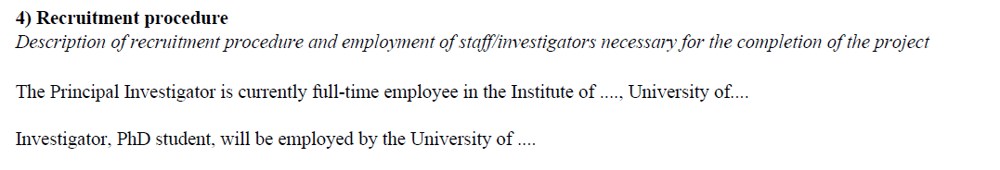 4) Recruitment procedure
Description of recruitment procedure and employment of staff/investigators necessary for the completion of the project
The Principal Investigator is currently full-time employee in the Institute of ...., University of....
Investigator, PhD student, will be employed by the University of ....